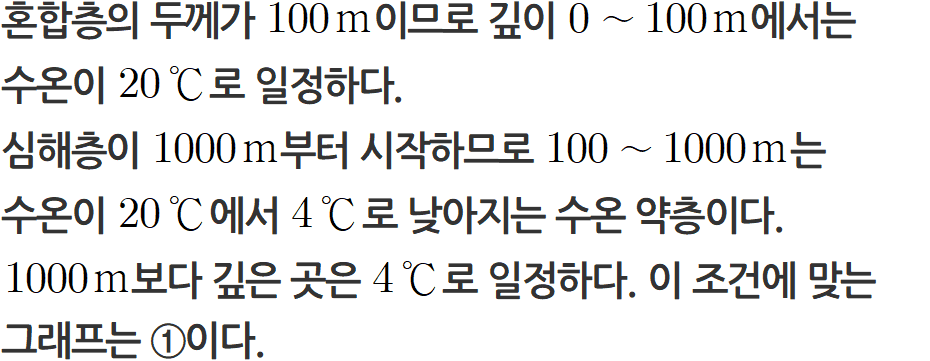 혼합층의 두께가 100 m이므로 깊이 0 ~ 100 m에서는
수온이 20 ℃로 일정하다.
심해층이 1000 m부터 시작하므로 100 ~ 1000 m는
수온이 20 ℃에서 4 ℃로 낮아지는 수온 약층이다.
1000 m보다 깊은 곳은 4 ℃로 일정하다. 이 조건에 맞는
그래프는 ①이다.